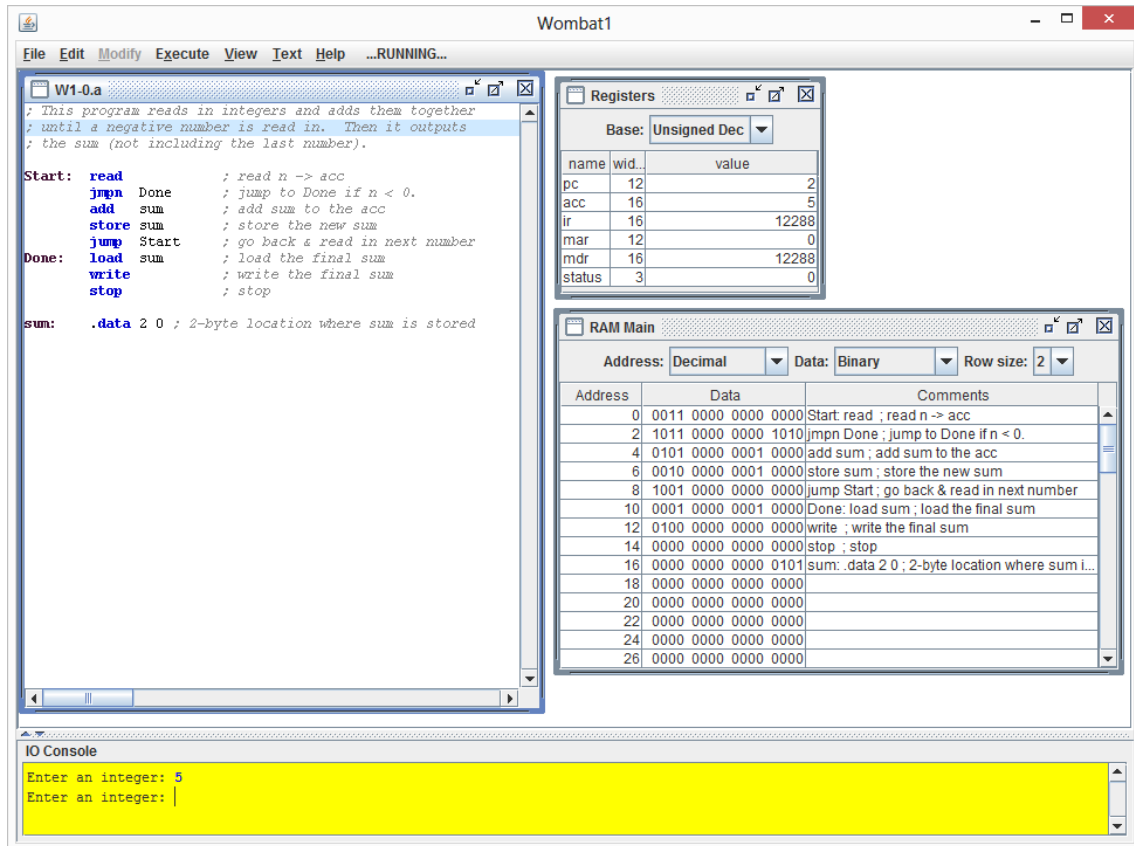 Wombat1
File Edit Modify Execute View Text Help ...RUNNING...
W1-0.a
; This program reads in integers and adds them together
; until a negative number is read in. Then it outputs
; the sum (not including the last number).
Start: read ; read n -> acc
jmpn Done ; jump to Done if n < 0.
add sum ; add sum to the acc
store sum ; store the new sum
jump Start ; go back & read in next number
Done: load sum ; load the final sum
write ; write the final sum
stop ; stop
sum: .data 2 0 ; 2-byte location where sum is stored
Registers
Base: Unsigned Dec
name wid... value
pc 12 2
acc 16 5
ir 16 12288
mar 12 0
mdr 16 12288
status 3 0
RAM Main
Address: Decimal Data: Binary Row size: 2
Address Data Comments
0 0011 0000 0000 0000 Start: read ; read n -> acc
2 1011 0000 0000 1010 jmpn Done ; jump to Done if n < 0.
4 0101 0000 0001 0000 add sum ; add sum to the acc
6 0010 0000 0001 0000 store sum ; store the new sum
8 1001 0000 0000 0000 jump Start ; go back & read in next number
10 0001 0000 0001 0000 Done: load sum ; load the final sum
12 0100 0000 0000 0000 write ; write the final sum
14 0000 0000 0000 0000 stop ; stop
16 0000 0000 0000 0101 sum: .data 2 0 ; 2-byte location where sum i...
18 0000 0000 0000 0000
20 0000 0000 0000 0000
22 0000 0000 0000 0000
24 0000 0000 0000 0000
26 0000 0000 0000 0000
IO Console
Enter an integer: 5
Enter an integer: